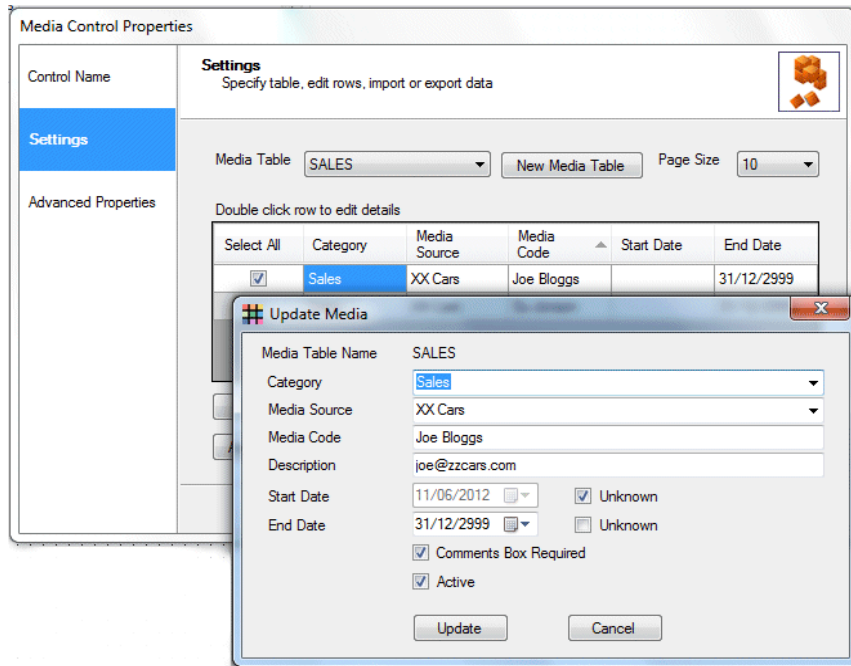 Media Control Properties
Control Name
Settings
Advanced Properties
Settings
Specify table, edit rows, import or export data
Media Table SALES New Media Table Page Size 10
Double click row to edit details
Select All Category Media Source Media Code Start Date End Date
Sales XX Cars Joe Bloggs 31/12/2999
Update Media
Media Table Name SALES
Category Sales
Media Source XX Cars
Media Code Joe Bloggs
Description joe@zzcars.com
Start Date 11/06/2012 Unknown
End Date 31/12/2999 Unknown
Comments Box Required
Active
Update Cancel